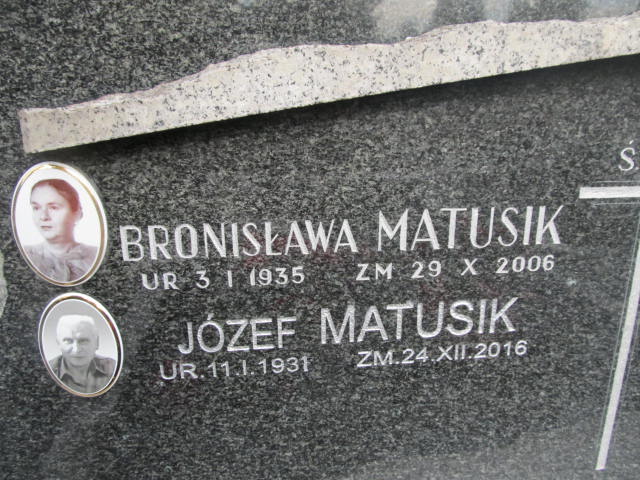 Ś
BRONISŁAWA MATUSIK
UR 3 I 1935 ZM 29 X 2006
JÓZEF MATUSIK
UR.11.I.1931 ZM.24.XII.2016